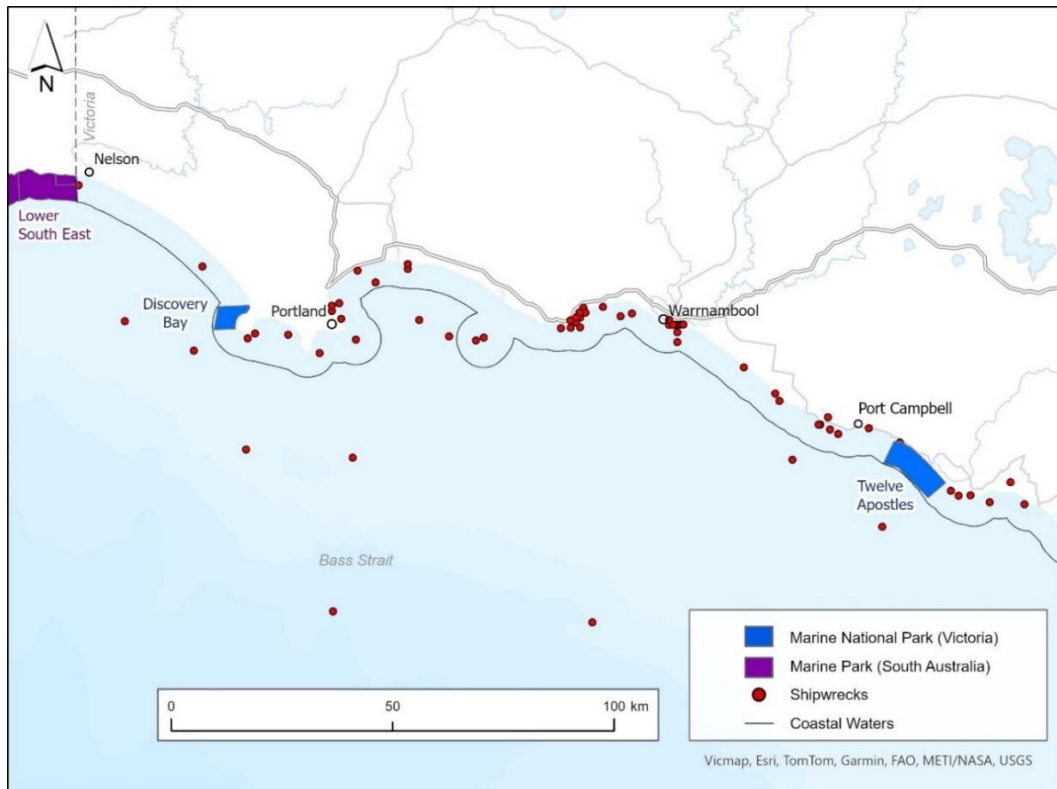 N
Victoria
Nelson
Lower
South East
Discovery
Bay
Portland
Warrnambool
Port Campbell
Twelve
Apostles
Bass Strait
0 50 100 km
Marine National Park (Victoria)
Marine Park (South Australia)
Shipwrecks
Coastal Waters
Vicmap, Esri, TomTom, Garmin, FAO, METI/NASA, USGS